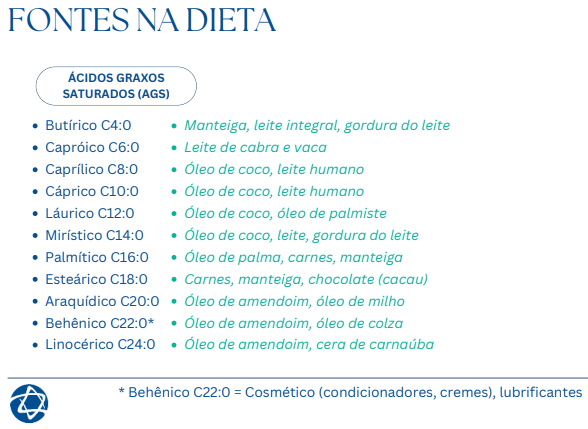 FONTES NA DIETA
ÁCIDOS GRAXOS
SATURADOS (AGS)
• Butírico C4:0 • Manteiga, leite integral, gordura do leite
• Capróico C6:0 • Leite de cabra e vaca
• Caprílico C8:0 • Óleo de coco, leite humano
• Cáprico C10:0 • Óleo de coco, leite humano
• Láurico C12:0 • Óleo de coco, óleo de palmiste
• Mirístico C14:0 • Óleo de coco, leite, gordura do leite
• Palmítico C16:0 • Óleo de palma, carnes, manteiga
• Esteárico C18:0 • Carnes, manteiga, chocolate (cacau)
• Araquídico C20:0 • Óleo de amendoim, óleo de milho
• Behênico C22:0* • Óleo de amendoim, óleo de colza
• Linocérico C24:0 • Óleo de amendoim, cera de carnaúba
* Behênico C22:0 = Cosmético (condicionadores, cremes), lubrificantes